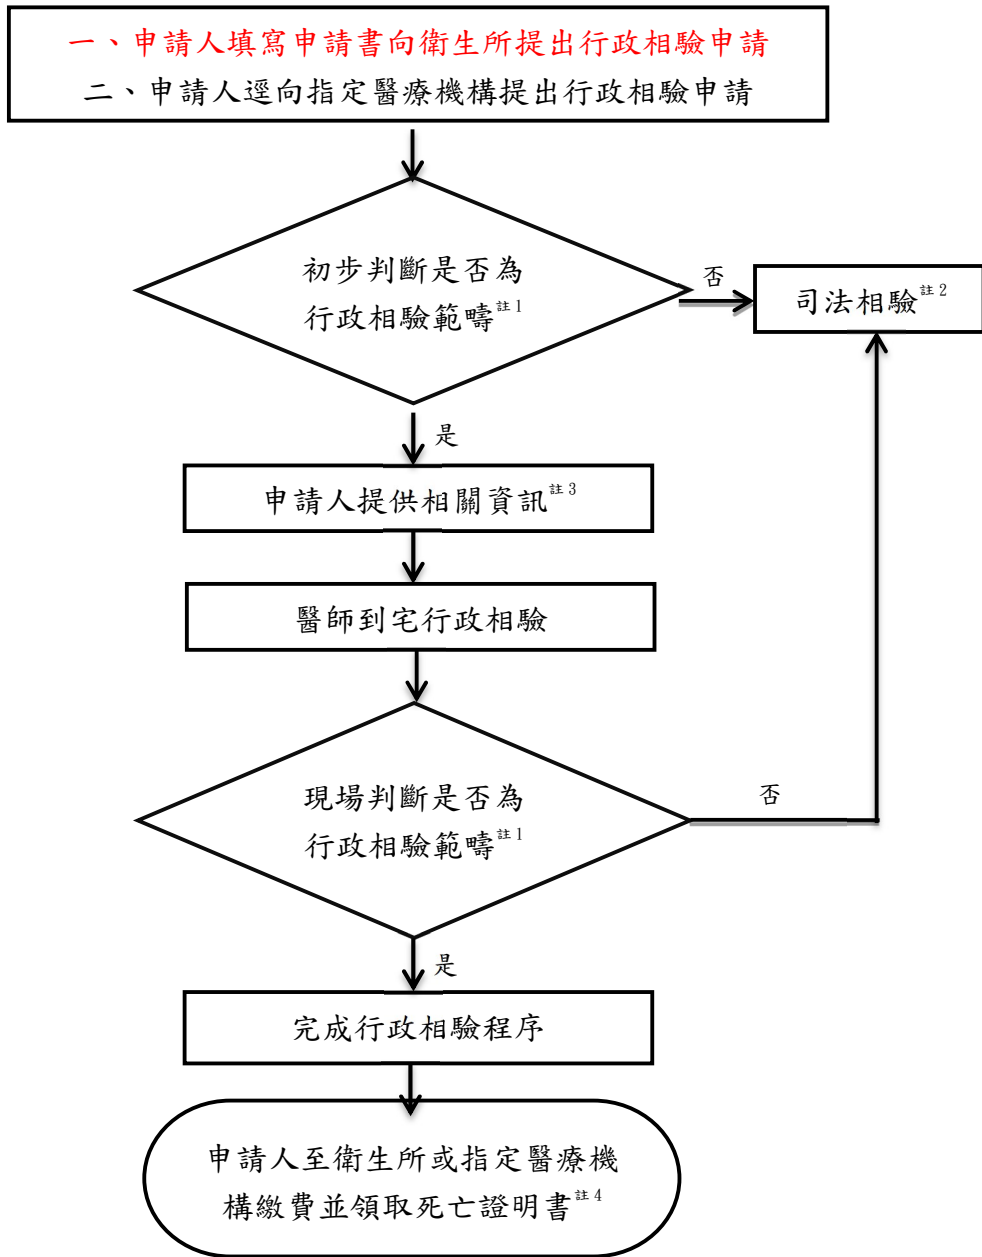 一、申請人填寫申請書向衛生所提出行政相驗申請
二、申請人逕向指定醫療機構提出行政相驗申請
初步判斷是否為
行政相驗範疇註1
否
司法相驗註2
是
申請人提供相關資訊註3
醫師到宅行政相驗
現場判斷是否為
行政相驗範疇註1
否
是
完成行政相驗程序
申請人至衛生所或指定醫療機
構繳費並領取死亡證明書註4